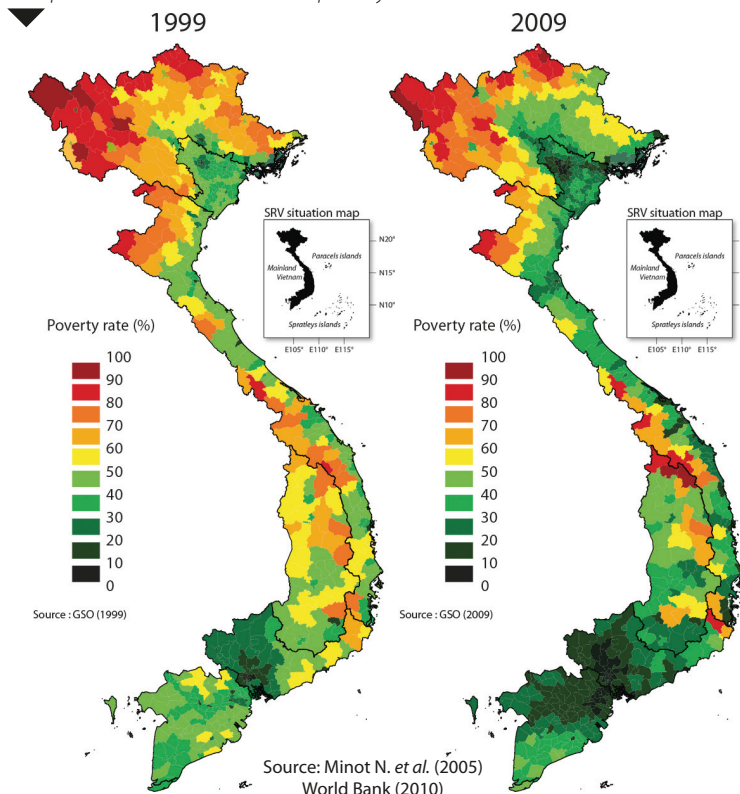 1999
2009
SRV situation map
N20°
Paracels islands
Mainland
Vietnam
N15°
N10°
Spratleys islands
E105° E110° E115°
Poverty rate (%)
100
90
80
70
60
50
40
30
20
10
0
Source : GSO (1999)
SRV situation map
N20°
Paracels islands
Mainland
Vietnam
N15°
N10°
Spratleys islands
E105° E110° E115°
Poverty rate (%)
100
90
80
70
60
50
40
30
20
10
0
Source : GSO (2009)
Source: Minot N. et al. (2005)
World Bank (2010)